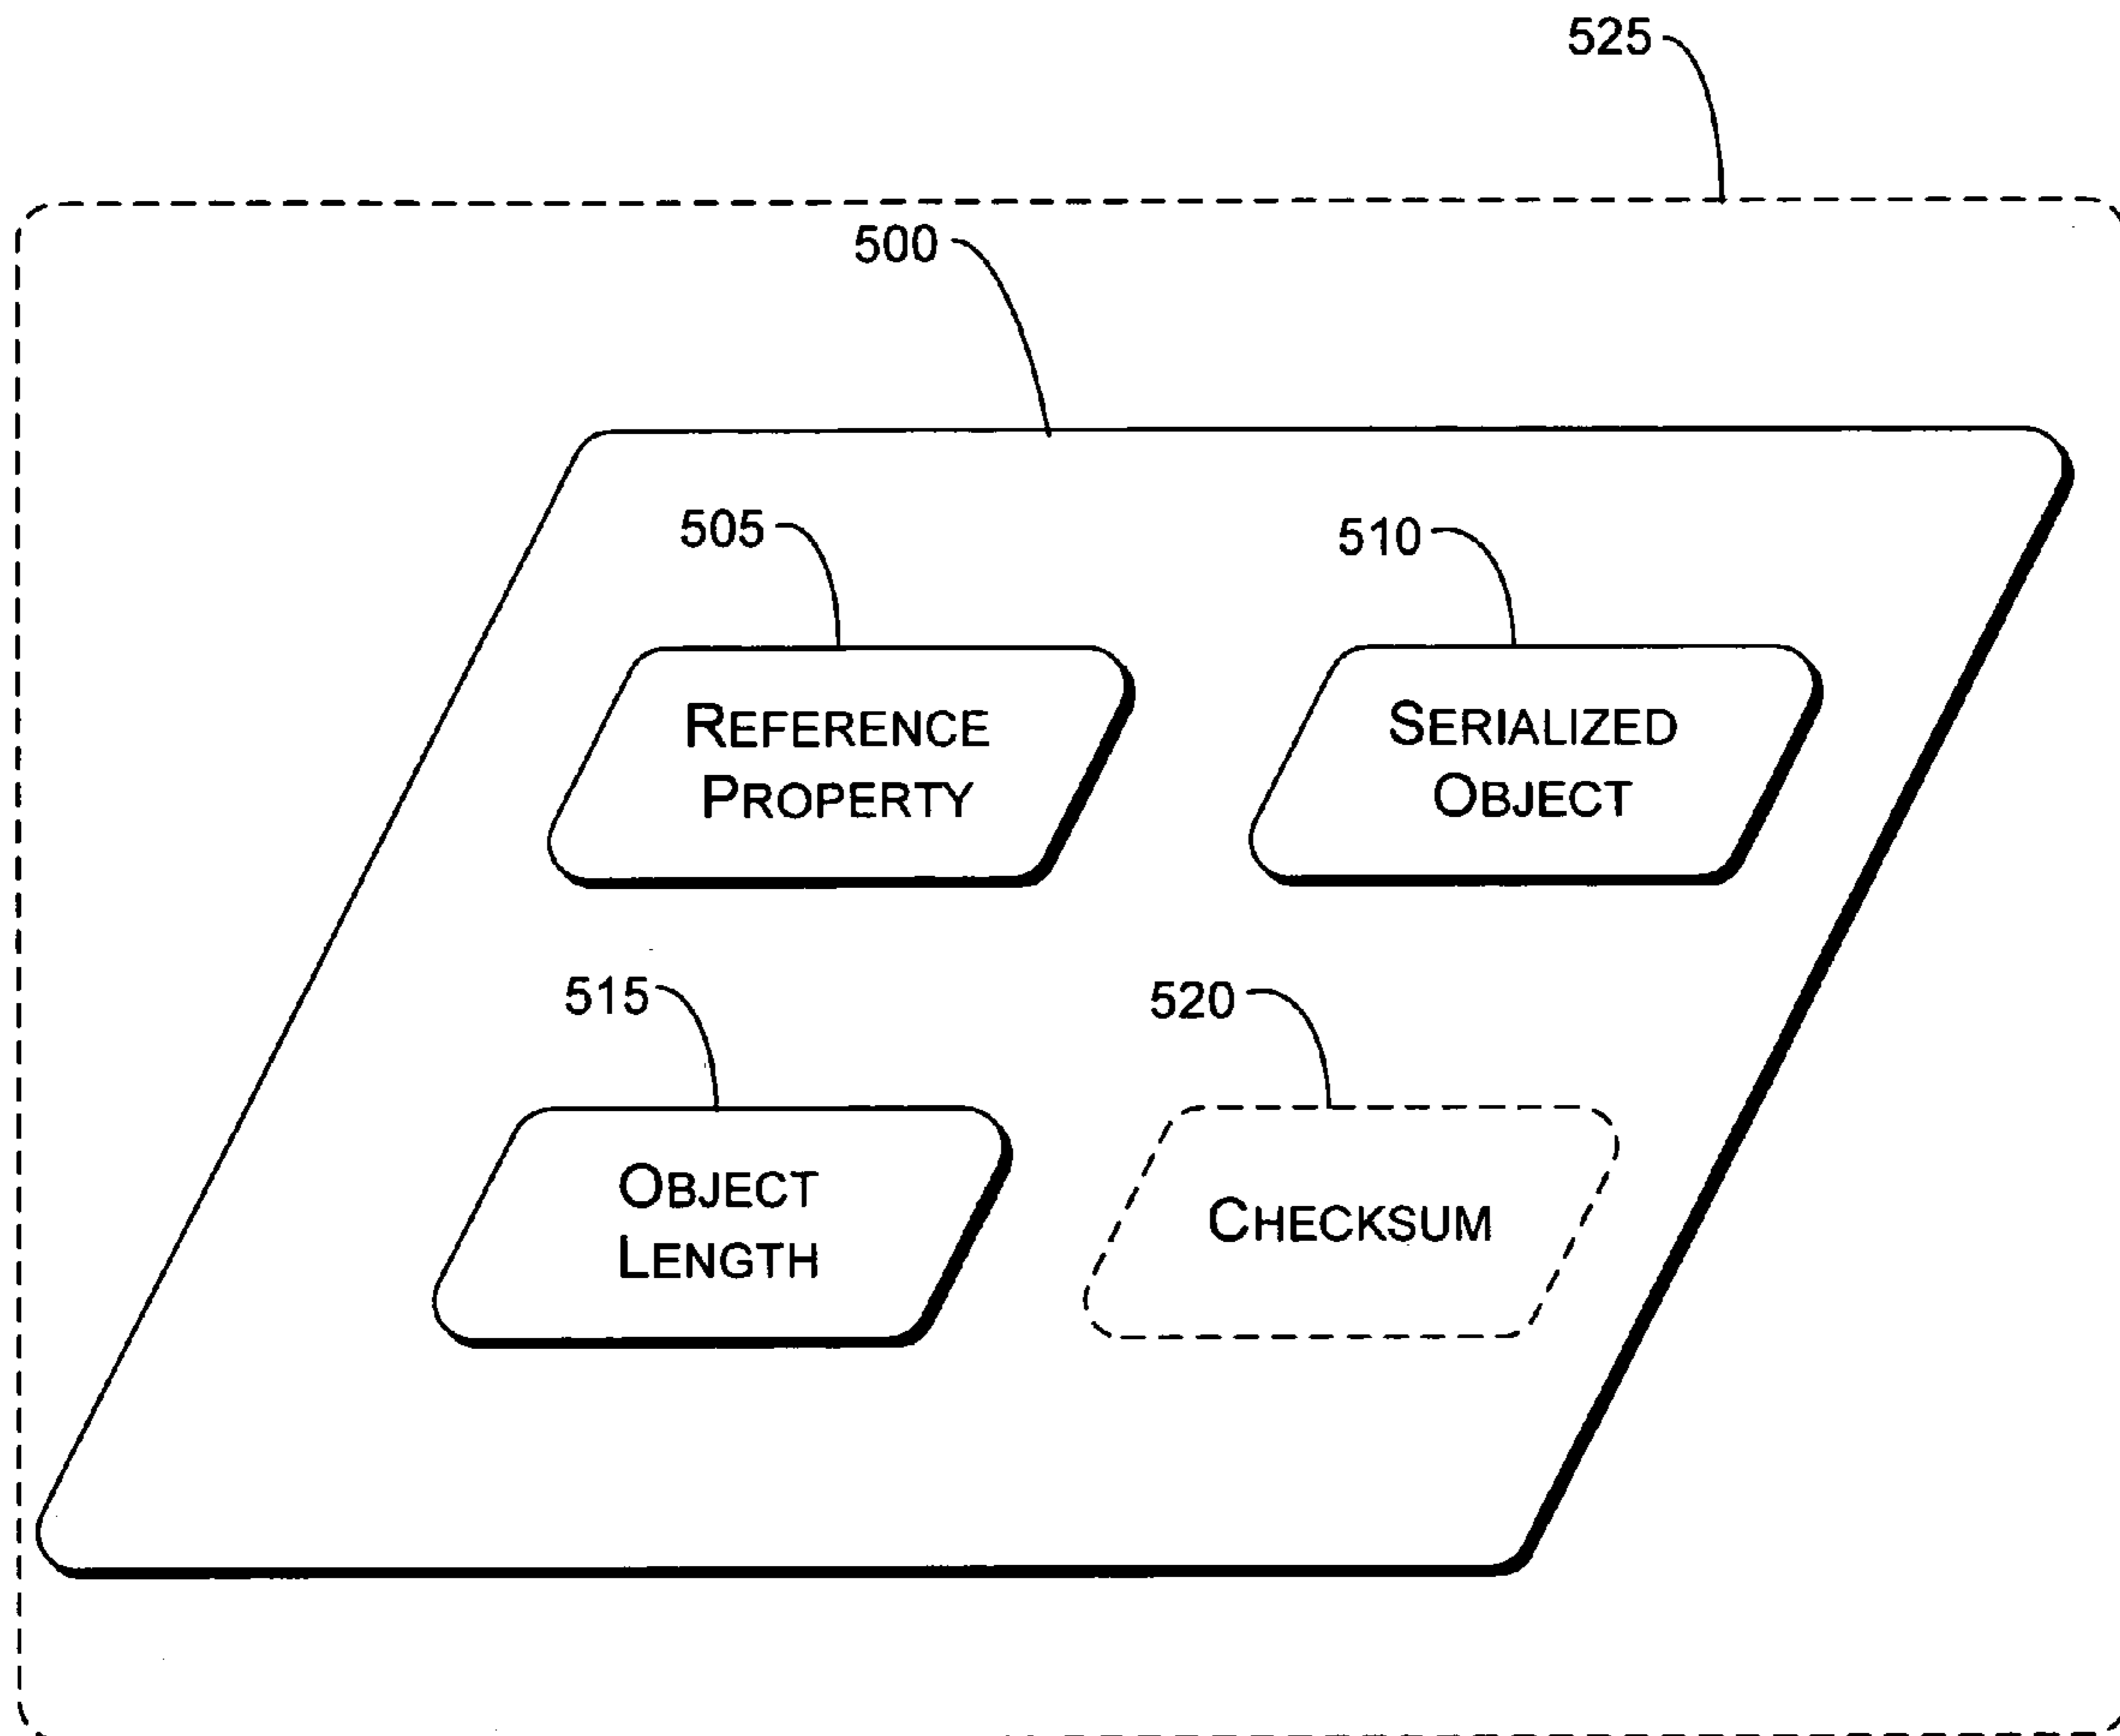 525
500
505
510
REFERENCE
PROPERTY
SERIALIZED
OBJECT
515
520
OBJECT
LENGTH
CHECKSUM